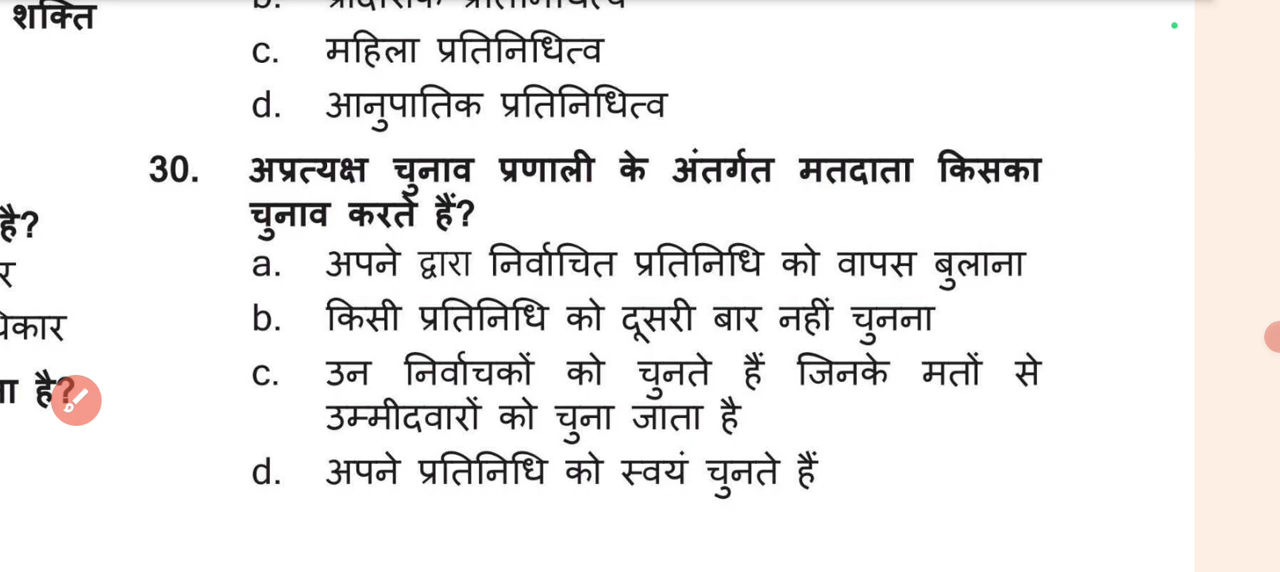 शक्ति
c. महिला प्रतिनिधित्व
d. आनुपातिक प्रतिनिधित्व
30. अप्रत्यक्ष चुनाव प्रणाली के अंतर्गत मतदाता किसका
चुनाव करते हैं?
a. अपने द्वारा निर्वाचित प्रतिनिधि को वापस बुलाना
b. किसी प्रतिनिधि को दूसरी बार नहीं चुनना
c. उन निर्वाचकों को चुनते हैं जिनके मतों से
उम्मीदवारों को चुना जाता है
d. अपने प्रतिनिधि को स्वयं चुनते हैं
है?
है?